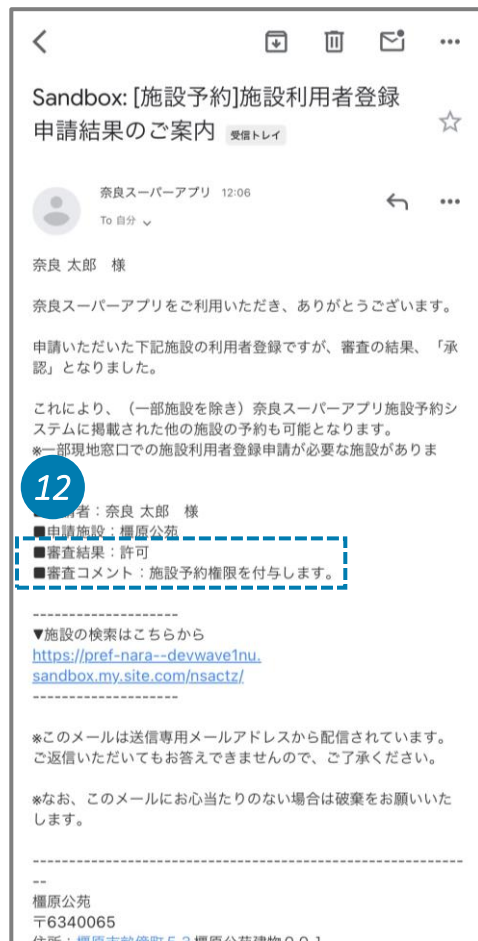 Sandbox: [施設予約]施設利用者登録
申請結果のご案内 受信トレイ
奈良スーパーアプリ 12:06
To 自分
奈良 太郎　様
奈良スーパーアプリをご利用いただき、ありがとうございます。
申請いただいた下記施設の利用者登録ですが、審査の結果、「承
認」となりました。
これにより、（一部施設を除き）奈良スーパーアプリ施設予約シ
ステムに掲載された他の施設の予約も可能となります。
※一部現地窓口での施設利用者登録申請が必要な施設がありま
12
者：奈良 太郎　様
■申請施設：橿原公苑
■審査結果：許可
■審査コメント：施設予約権限を付与します。
--------------------
▼施設の検索はこちらから
https://pref-nara--devwave1nu.
sandbox.my.site.com/nsactz/
--------------------
※このメールは送信専用メールアドレスから配信されています。
ご返信いただいてもお答えできませんので、ご了承ください。
※なお、このメールにお心当たりのない場合は破棄をお願いいた
します。
------------------------------------------------------------
--
橿原公苑
〒6340065